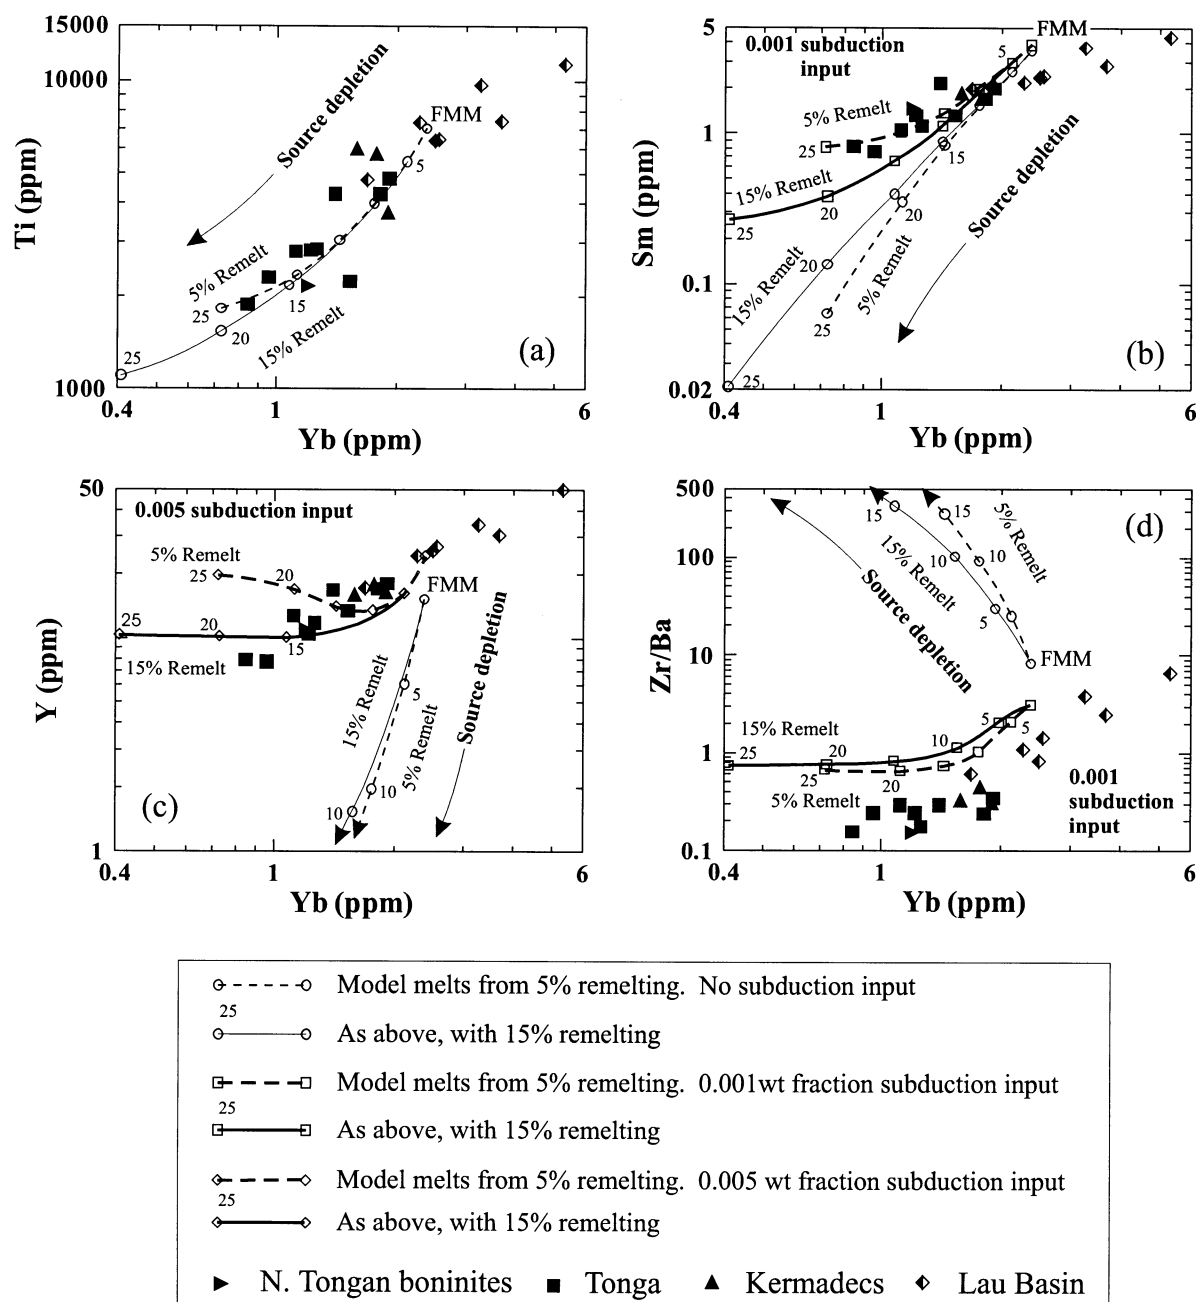 15000
10000
1000
Ti (ppm)
Source depletion
FMM
5
5% Remelt
25
15
20
15% Remelt
25
(a)
0.4
1
6
Yb (ppm)
5
1
0.1
0.02
Sm (ppm)
0.001 subduction
input
FMM
5
5% Remelt
25
15
15% Remelt
20
20
25
Source depletion
15% Remelt
20
5% Remelt
25
25
(b)
0.4
1
6
Yb (ppm)
50
1
Y (ppm)
0.005 subduction input
5% Remelt
25
20
FMM
25
20
15
15% Remelt
15% Remelt
5
5% Remelt
Source depletion
10
10
(c)
0.4
1
6
Yb (ppm)
500
100
10
1
0.1
Zr/Ba
15
15
5% Remelt
(d)
10
10
15% Remelt
Source depletion
5
FMM
15% Remelt
5
5
10
25
20
25
20
5% Remelt
0.001
subduction
input
0.4
1
6
Yb (ppm)
Model melts from 5% remelting. No subduction input
25
As above, with 15% remelting
Model melts from 5% remelting. 0.001wt fraction subduction input
25
As above, with 15% remelting
Model melts from 5% remelting. 0.005 wt fraction subduction input
25
As above, with 15% remelting
N. Tongan boninites Tonga Kermadecs Lau Basin